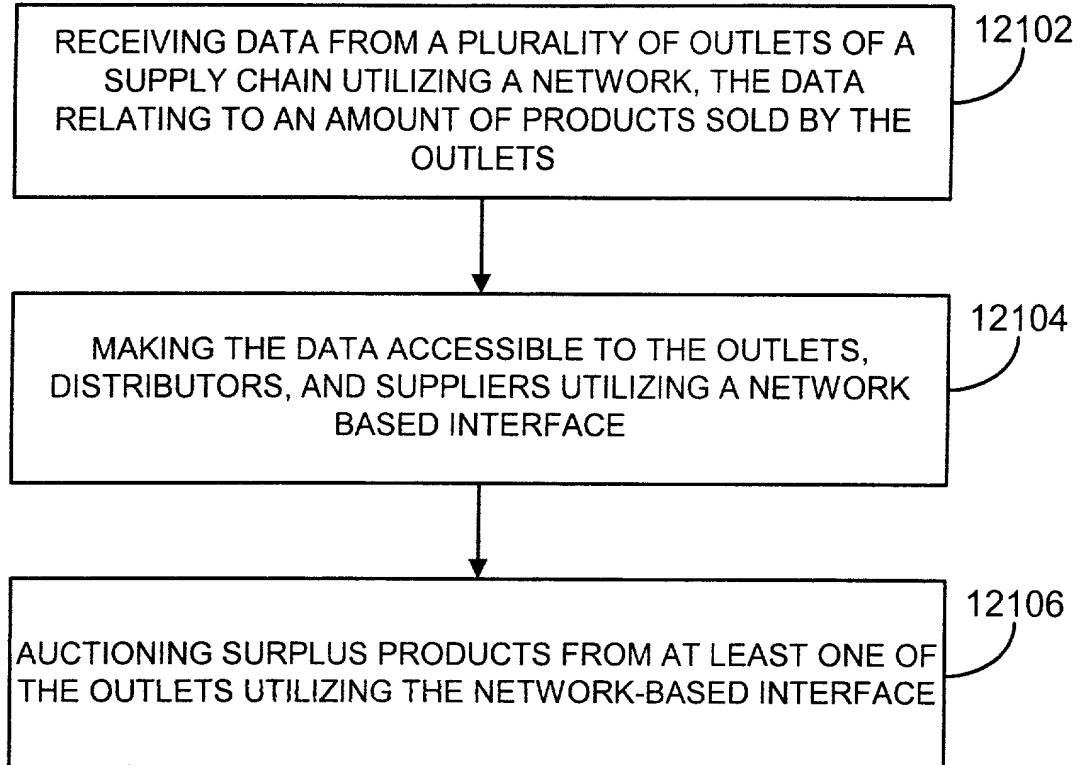 12102
RECEIVING DATA FROM A PLURALITY OF OUTLETS OF A
SUPPLY CHAIN UTILIZING A NETWORK, THE DATA
RELATING TO AN AMOUNT OF PRODUCTS SOLD BY THE
OUTLETS
12104
MAKING THE DATA ACCESSIBLE TO THE OUTLETS,
DISTRIBUTORS, AND SUPPLIERS UTILIZING A NETWORK
BASED INTERFACE
12106
AUCTIONING SURPLUS PRODUCTS FROM AT LEAST ONE OF
THE OUTLETS UTILIZING THE NETWORK-BASED INTERFACE